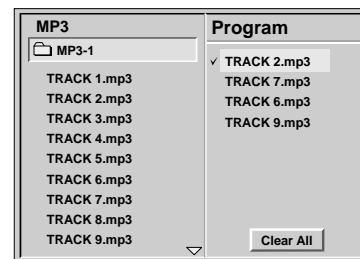 MP3
MP3-1
TRACK 1.mp3
TRACK 2.mp3
TRACK 3.mp3
TRACK 4.mp3
TRACK 5.mp3
TRACK 6.mp3
TRACK 7.mp3
TRACK 8.mp3
TRACK 9.mp3
Program
✓ TRACK 2.mp3
TRACK 7.mp3
TRACK 6.mp3
TRACK 9.mp3
Clear All